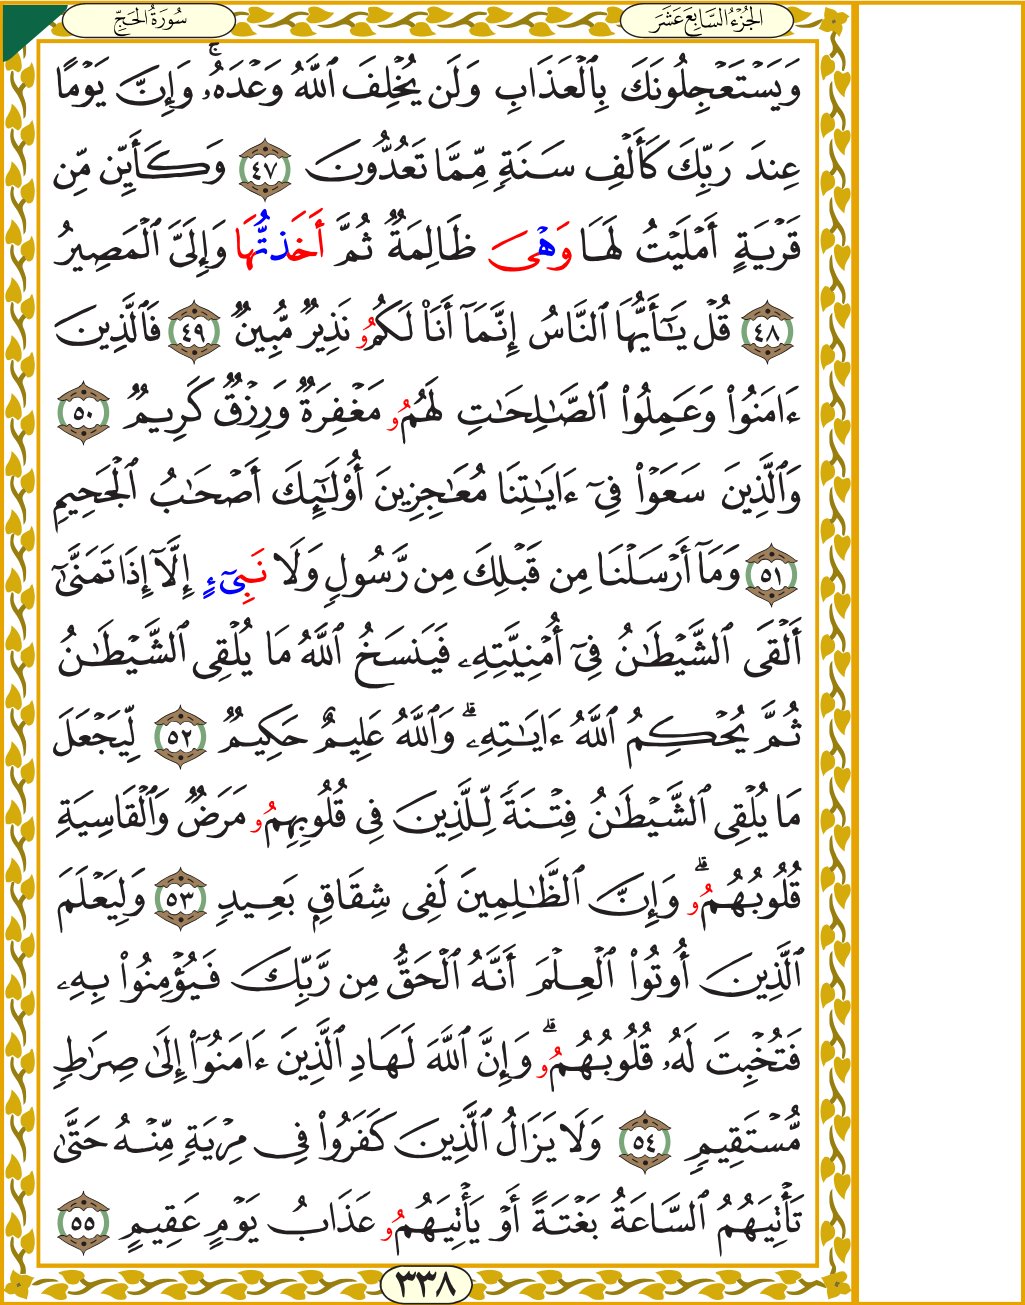 الجُزْءُ السَّابِعَ عَشَرَ
سُورَةُ الحَجِّ
وَيَسْتَعْجِلُونَكَ بِٱلْعَذَابِ وَلَن يُخْلِفَ ٱللَّهُ وَعْدَهُۥۚ وَإِنَّ يَوْمًا
عِندَ رَبِّكَ كَأَلْفِ سَنَةٍ مِّمَّا تَعُدُّونَ ٤٧ وَكَأَيِّن مِّن
قَرْيَةٍ أَمْلَيْتُ لَهَا وَهْىَ ظَالِمَةٌ ثُمَّ أَخَذتُّهَا وَإِلَىَّ ٱلْمَصِيرُ
٤٨ قُلْ يَـٰٓأَيُّهَا ٱلنَّاسُ إِنَّمَآ أَنَا۠ لَكُمُۥ نَذِيرٌ مُّبِينٌ ٤٩ فَٱلَّذِينَ
ءَامَنُوا۟ وَعَمِلُوا۟ ٱلصَّـٰلِحَـٰتِ لَهُمُۥ مَغْفِرَةٌ وَرِزْقٌ كَرِيمٌ ٥٠
وَٱلَّذِينَ سَعَوْا۟ فِىٓ ءَايَـٰتِنَا مُعَـٰجِزِينَ أُو۟لَـٰٓئِكَ أَصْحَـٰبُ ٱلْجَحِيمِ
٥١ وَمَآ أَرْسَلْنَا مِن قَبْلِكَ مِن رَّسُولٍ وَلَا نَبِىٓءٍ إِلَّآ إِذَا تَمَنَّىٰٓ
أَلْقَى ٱلشَّيْطَـٰنُ فِىٓ أُمْنِيَّتِهِۦ فَيَنسَخُ ٱللَّهُ مَا يُلْقِى ٱلشَّيْطَـٰنُ
ثُمَّ يُحْكِمُ ٱللَّهُ ءَايَـٰتِهِۦۗ وَٱللَّهُ عَلِيمٌ حَكِيمٌ ٥٢ لِّيَجْعَلَ
مَا يُلْقِى ٱلشَّيْطَـٰنُ فِتْنَةً لِّلَّذِينَ فِى قُلُوبِهِمُۥ مَرَضٌ وَٱلْقَاسِيَةِ
قُلُوبُهُمُۥۗ وَإِنَّ ٱلظَّـٰلِمِينَ لَفِى شِقَاقٍ بَعِيدٍ ٥٣ وَلِيَعْلَمَ
ٱلَّذِينَ أُوتُوا۟ ٱلْعِلْمَ أَنَّهُ ٱلْحَقُّ مِن رَّبِّكَ فَيُؤْمِنُوا۟ بِهِۦ
فَتُخْبِتَ لَهُۥ قُلُوبُهُمُۥۗ وَإِنَّ ٱللَّهَ لَهَادِ ٱلَّذِينَ ءَامَنُوٓا۟ إِلَىٰ صِرَٰطٍ
مُّسْتَقِيمٍ ٥٤ وَلَا يَزَالُ ٱلَّذِينَ كَفَرُوا۟ فِى مِرْيَةٍ مِّنْهُ حَتَّىٰ
تَأْتِيَهُمُ ٱلسَّاعَةُ بَغْتَةً أَوْ يَأْتِيَهُمُۥ عَذَابُ يَوْمٍ عَقِيمٍ ٥٥
٣٣٨